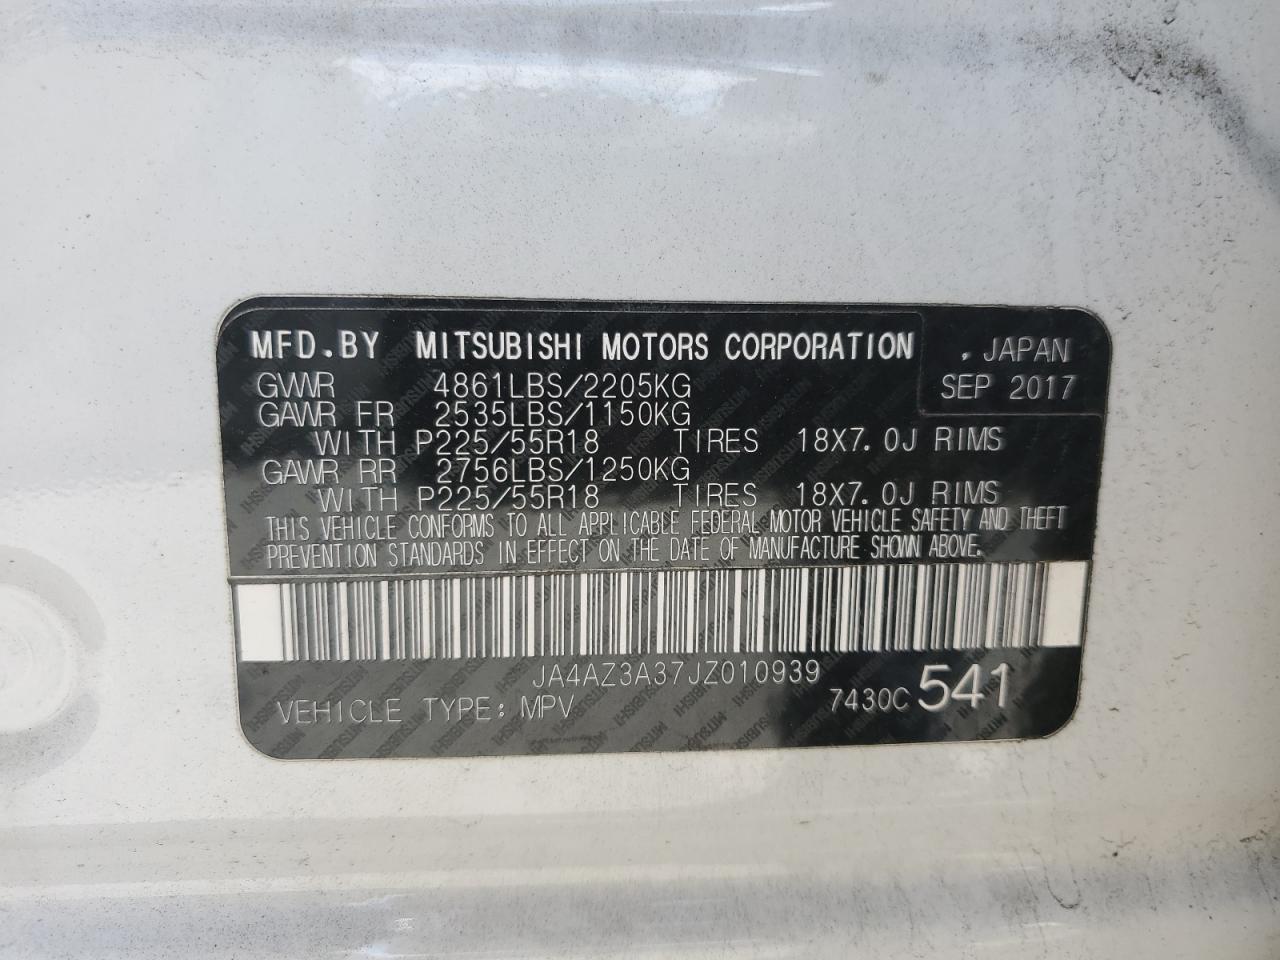 MFD.BY MITSUBISHI MOTORS CORPORATION . JAPAN
GVWR 4861LBS/2205KG SEP 2017
GAWR FR 2535LBS/1150KG
WITH P225/55R18 TIRES 18X7.0J RIMS
GAWR RR 2756LBS/1250KG
WITH P225/55R18 TIRES 18X7.0J RIMS
THIS VEHICLE CONFORMS TO ALL APPLICABLE FEDERAL MOTOR VEHICLE SAFETY AND THEFT
PREVENTION STANDARDS IN EFFECT ON THE DATE OF MANUFACTURE SHOWN ABOVE.
JA4AZ3A37JZ010939
VEHICLE TYPE: MPV 7430C 541